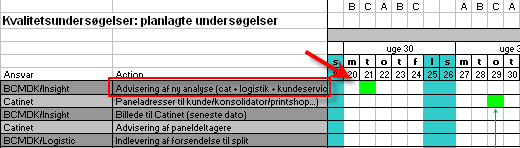 B C A C A B
Kvalitetsundersøgelser: planlagte undersøgelser
uge 30 uge 3
s m t o t f l s m t o t
20 21 22 23 24 25 26 27 28 29 30
Ansvar Action
BCMDK/Insight Advisering af ny analyse (cat + logistik + kundeservic
Catinet Paneladresser til kunde/konsolidator/printshop...)
BCMDK/Insight Billede til Catinet (seneste dato)
Catinet Advisering af paneldeltagere
BCMDK/Logistic Indlevering af forsendelse til split